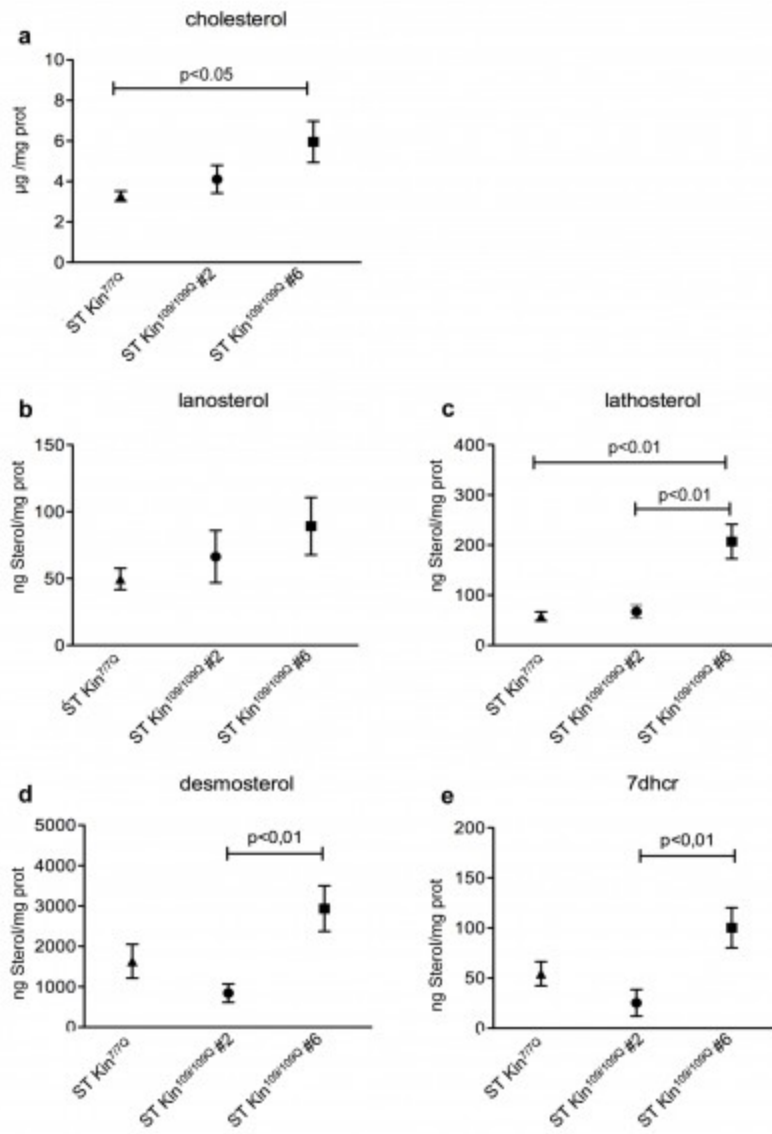 cholesterol
a
10
8
6
4
2
0
µg /mg prot
p<0.05
ST Kin7/7Q
ST Kin109/109Q #2
ST Kin109/109Q #6
lanosterol
b
150
100
50
0
ng Sterol/mg prot
ST Kin7/7Q
ST Kin109/109Q #2
ST Kin109/109Q #6
lathosterol
c
400
300
200
100
0
ng Sterol/mg prot
p<0.01
p<0.01
ST Kin7/7Q
ST Kin109/109Q #2
ST Kin109/109Q #6
desmosterol
d
5000
4000
3000
2000
1000
0
ng Sterol/mg prot
p<0,01
ST Kin7/7Q
ST Kin109/109Q #2
ST Kin109/109Q #6
7dhcr
e
200
150
100
50
0
ng Sterol/mg prot
p<0,01
ST Kin7/7Q
ST Kin109/109Q #2
ST Kin109/109Q #6